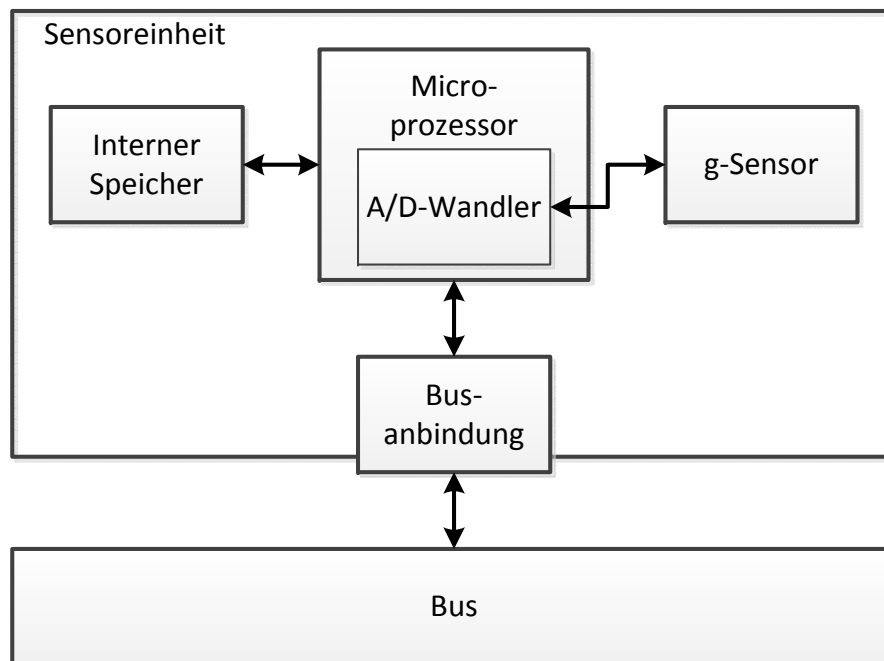 Sensoreinheit
Micro-
prozessor
Interner
Speicher
A/D-Wandler
g-Sensor
Bus-
anbindung
Bus